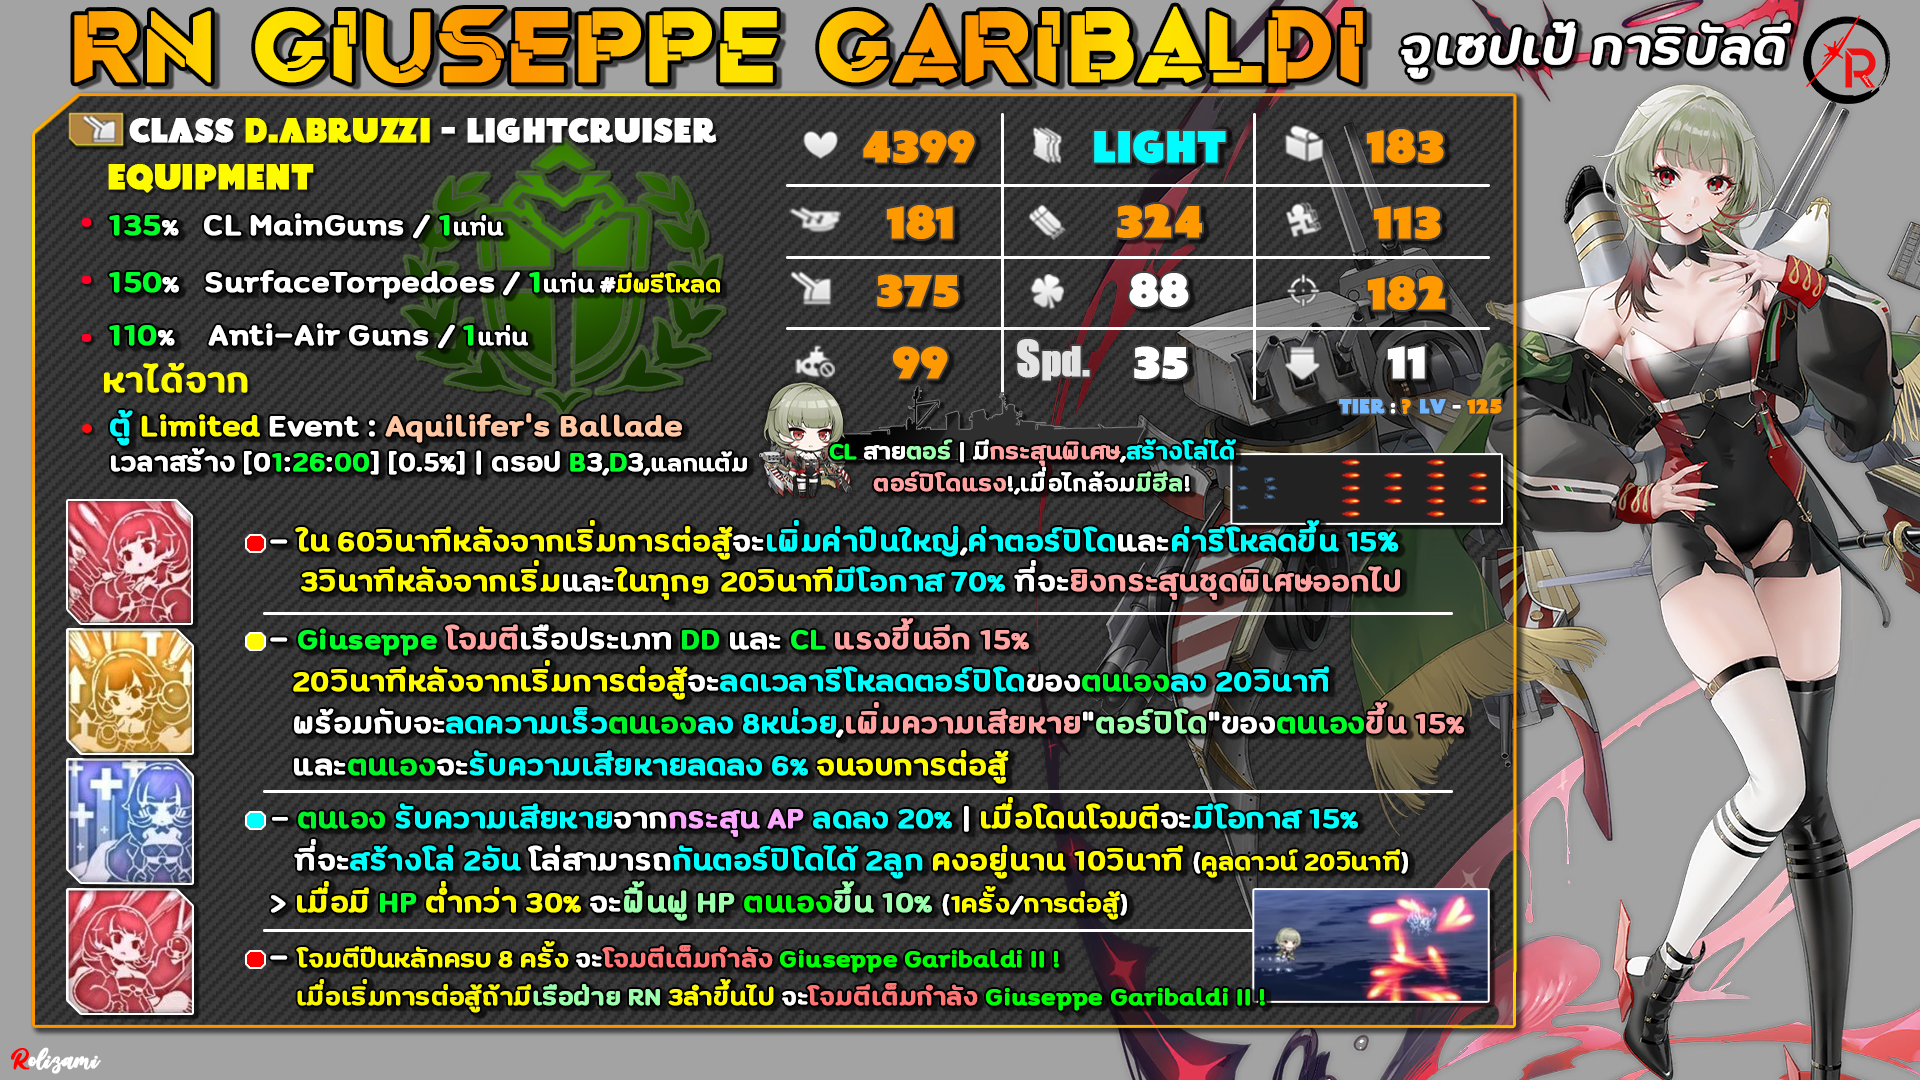 RN GIUSEPPE GARIBALDI
จูเซปเป้ การิบัลดี
R
CLASS D.ABRUZZI - LIGHTCRUISER
EQUIPMENT
135% CL MainGuns / 1แท่น
150% SurfaceTorpedoes / 1แท่น #มีพรีโหลด
110% Anti-Air Guns / 1แท่น
หาได้จาก
ตู้ Limited Event : Aquilifer's Ballade
เวลาสร้าง [01:26:00] [0.5%] | ดรอป B3,D3,แลกแต้ม
4399 LIGHT 183
181 324 113
375 88 182
99 Spd. 35 11
TIER : ? LV - 125
CL สายตอร์ | มีกระสุนพิเศษ,สร้างโล่ได้
ตอร์ปิโดแรง!,เมื่อใกล้จมมีฮีล!
- ใน 60วินาทีหลังจากเริ่มการต่อสู้จะเพิ่มค่าปืนใหญ่,ค่าตอร์ปิโดและค่ารีโหลดขึ้น 15%
3วินาทีหลังจากเริ่มและในทุกๆ 20วินาทีมีโอกาส 70% ที่จะยิงกระสุนชุดพิเศษออกไป
- Giuseppe โจมตีเรือประเภท DD และ CL แรงขึ้นอีก 15%
20วินาทีหลังจากเริ่มการต่อสู้จะลดเวลารีโหลดตอร์ปิโดของตนเองลง 20วินาที
พร้อมกับจะลดความเร็วตนเองลง 8หน่วย,เพิ่มความเสียหาย"ตอร์ปิโด"ของตนเองขึ้น 15%
และตนเองจะรับความเสียหายลดลง 6% จนจบการต่อสู้
- ตนเอง รับความเสียหายจากกระสุน AP ลดลง 20% | เมื่อโดนโจมตีจะมีโอกาส 15%
ที่จะสร้างโล่ 2อัน โล่สามารถกันตอร์ปิโดได้ 2ลูก คงอยู่นาน 10วินาที (คูลดาวน์ 20วินาที)
> เมื่อมี HP ต่ำกว่า 30% จะฟื้นฟู HP ตนเองขึ้น 10% (1ครั้ง/การต่อสู้)
- โจมตีปืนหลักครบ 8 ครั้ง จะโจมตีเต็มกำลัง Giuseppe Garibaldi II !
เมื่อเริ่มการต่อสู้ถ้ามีเรือฝ่าย RN 3ลำขึ้นไป จะโจมตีเต็มกำลัง Giuseppe Garibaldi II !
Rolizami